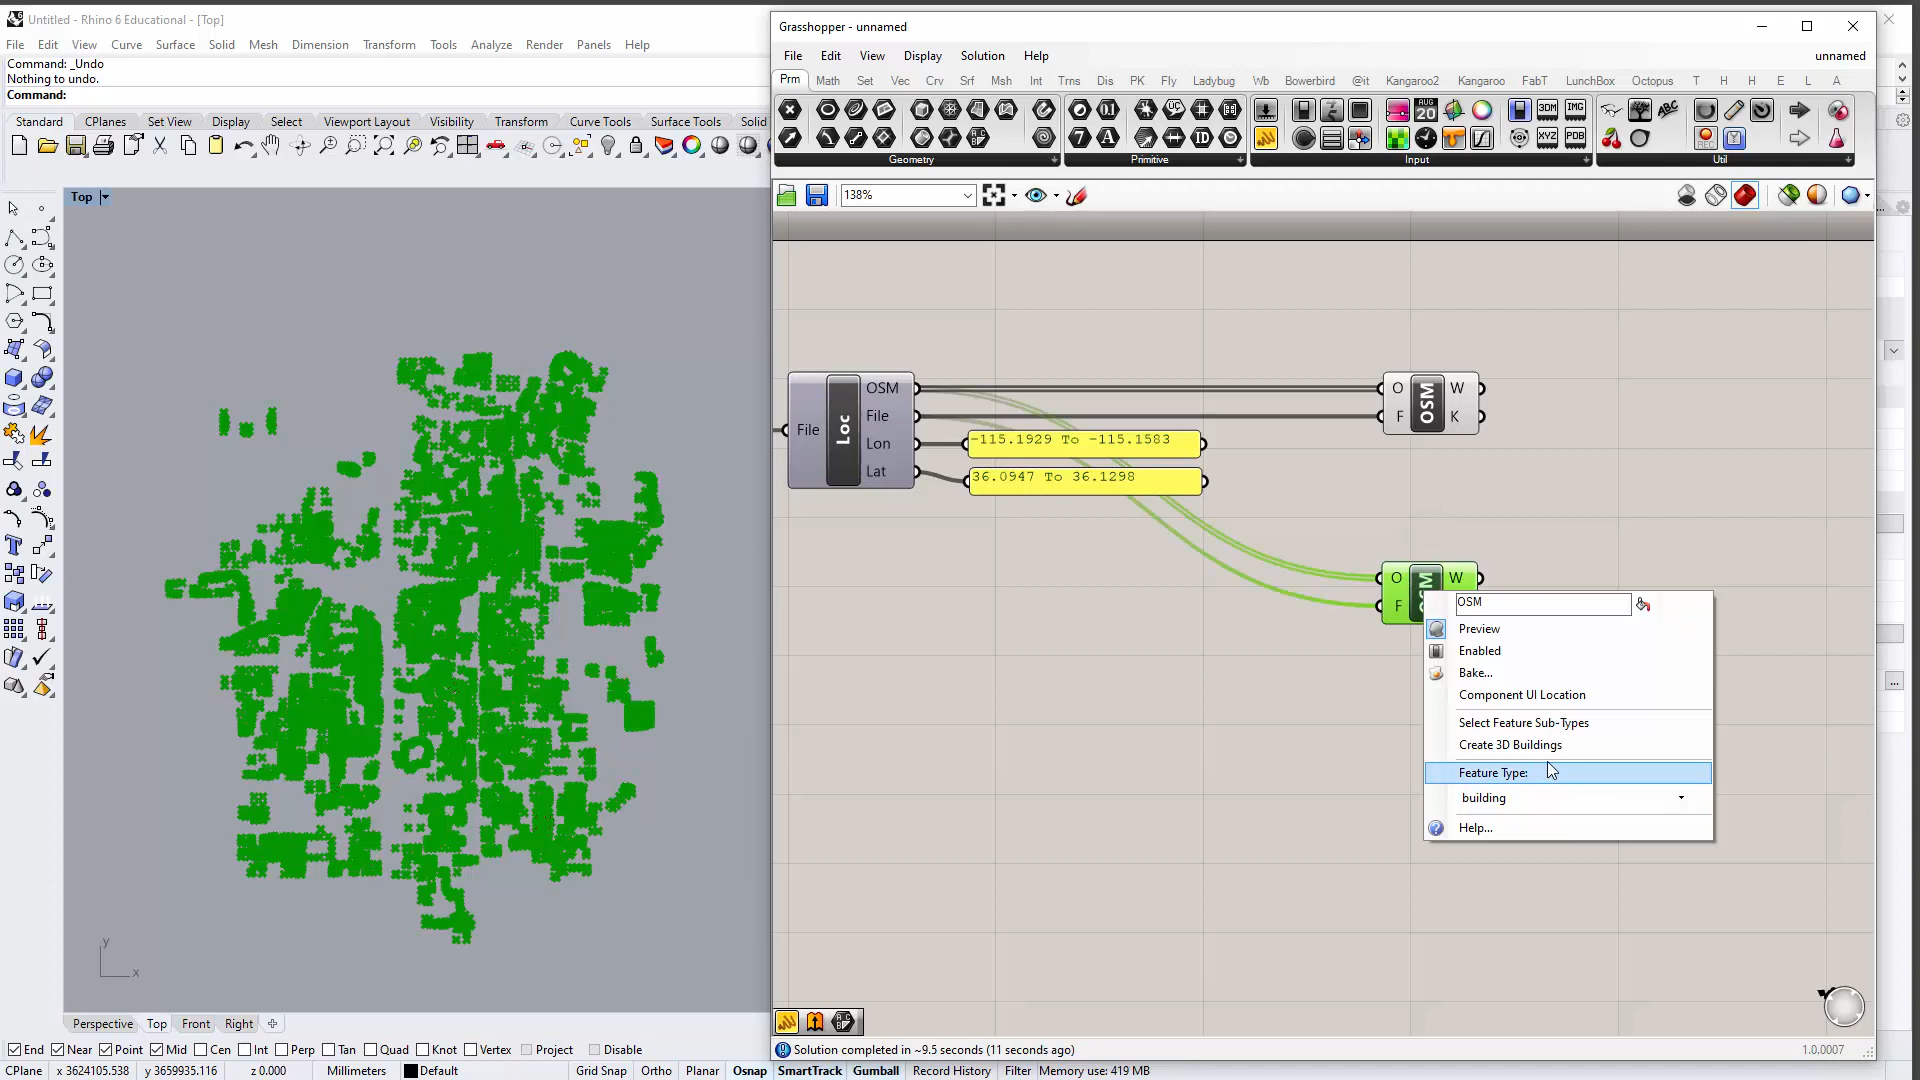 Untitled - Rhino 6 Educational - [Top]
File Edit View Curve Surface Solid Mesh Dimension Transform Tools Analyze Render Panels Help
Command: _Undo
Nothing to undo.
Command:
Standard CPlanes Set View Display Select Viewport Layout Visibility Transform Curve Tools Surface Tools Solid
Top
Perspective Top Front Right
y
x
End Near Point Mid Cen Int Perp Tan Quad Knot Vertex Project Disable
CPlane x 3624105.538 y 3659935.116 z 0.000 Millimeters Default Grid Snap Ortho Planar Osnap SmartTrack Gumball Record History Filter Memory use: 419 MB
Grasshopper - unnamed
File Edit View Display Solution Help unnamed
Prm Math Set Vec Crv Srf Msh Int Trns Dis PK Fly Ladybug Wb Bowerbird @it Kangaroo2 Kangaroo FabT LunchBox Octopus T H H E L A
Geometry Primitive Input Util
138%
File Loc OSM
File
Lon
Lat
-115.1929 To -115.1583
36.0947 To 36.1298
O F OSM W K
O F OSM W
OSM
Preview
Enabled
Bake...
Component UI Location
Select Feature Sub-Types
Create 3D Buildings
Feature Type:
building
Help...
Solution completed in ~9.5 seconds (11 seconds ago)
1.0.0007